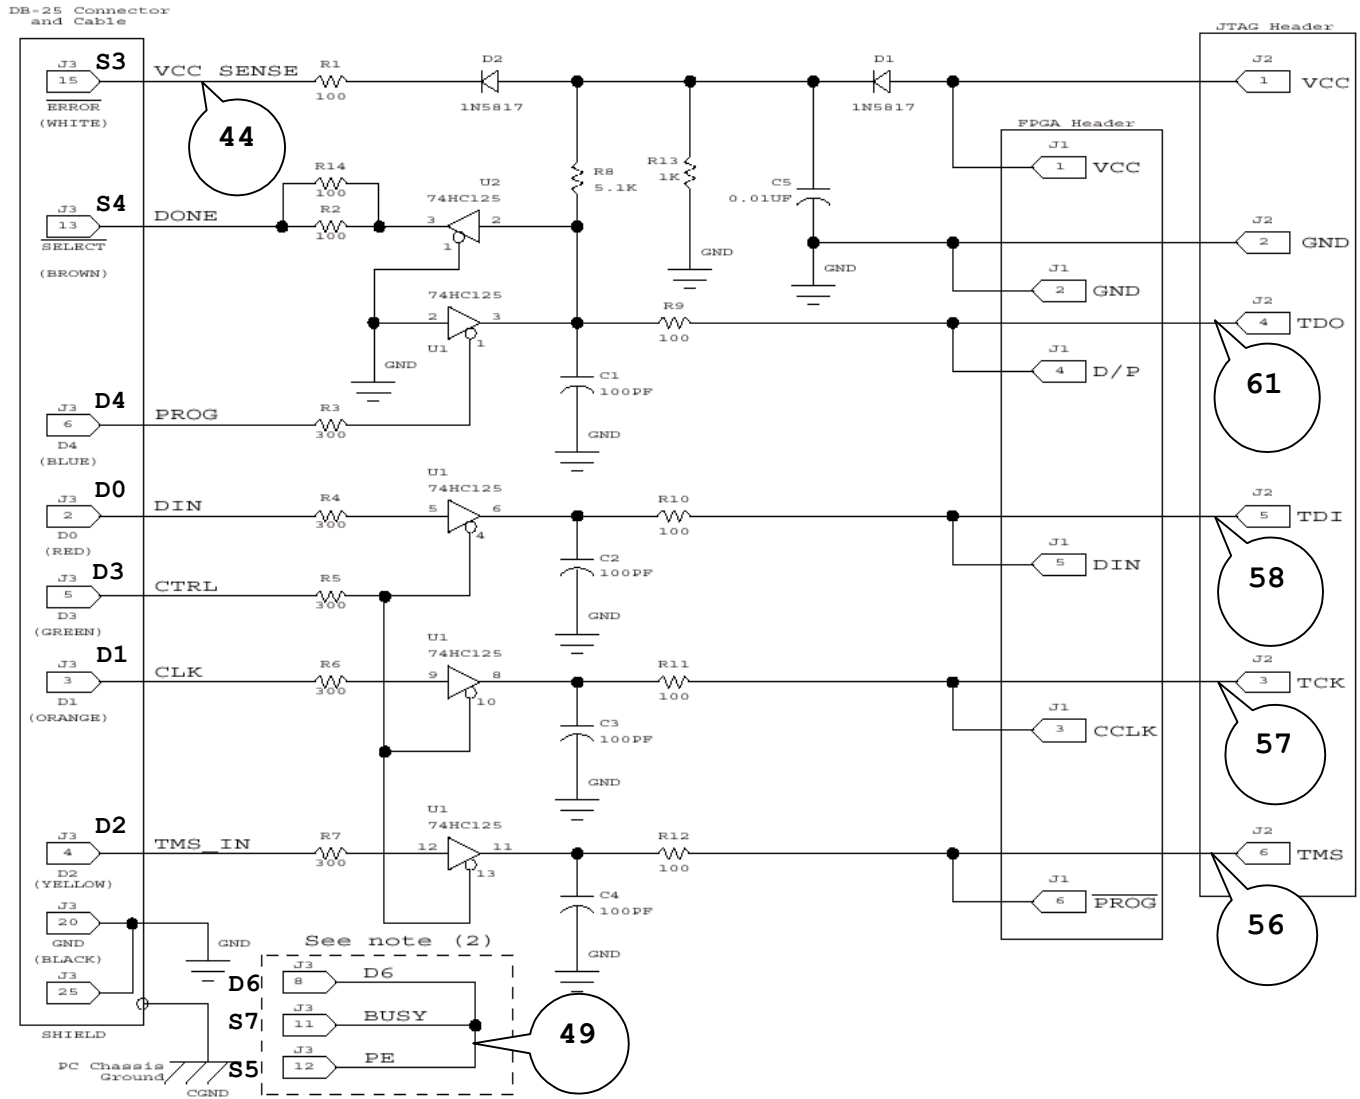 DB-25 Connector
and Cable
JTAG Header
J3
15
S3
VCC_SENSE
R1
100
D2
1N5817
D1
1N5817
J2
1
VCC
ERROR
(WHITE)
44
FPGA Header
J1
1
VCC
R14
100
U2
74HC125
R8
5.1K
R13
1K
C5
0.01UF
J3
13
S4
DONE
R2
100
3
2
1
SELECT
(BROWN)
GND
GND
J2
2
GND
J1
2
GND
74HC125
2
3
U1
1
GND
R9
100
J2
4
TDO
J1
4
D/P
61
C1
100PF
GND
J3
6
D4
PROG
R3
300
D4
(BLUE)
J3
2
D0
DIN
R4
300
U1
74HC125
5
6
4
R10
100
J2
5
TDI
D0
(RED)
J1
5
DIN
58
C2
100PF
GND
J3
5
D3
CTRL
R5
300
D3
(GREEN)
J3
3
D1
CLK
R6
300
U1
74HC125
9
8
10
R11
100
J2
3
TCK
D1
(ORANGE)
J1
3
CCLK
57
C3
100PF
GND
J3
4
D2
TMS_IN
R7
300
U1
74HC125
12
11
13
R12
100
J2
6
TMS
D2
(YELLOW)
J1
6
PROG
56
C4
100PF
GND
J3
20
GND
(BLACK)
GND
J3
25
SHIELD
PC Chassis
Ground
CGND
See note (2)
D6
J3
8
D6
S7
J3
11
BUSY
S5
J3
12
PE
49